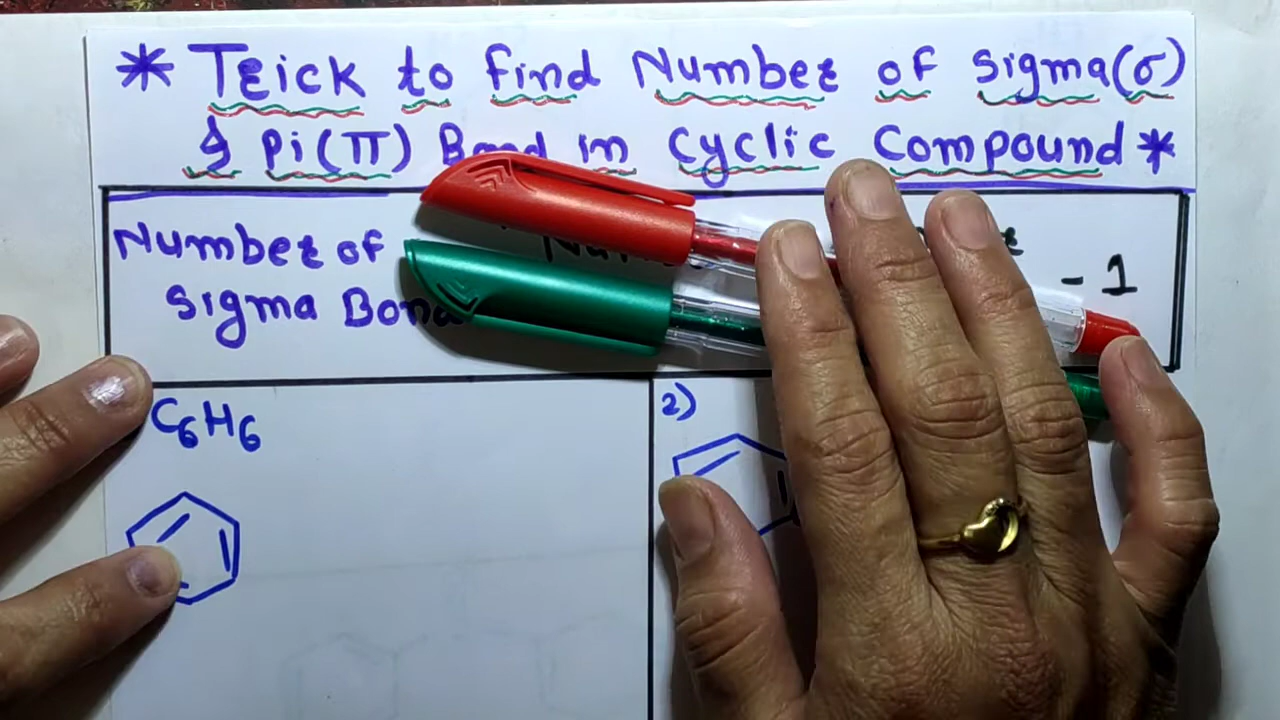 * Trick to find Number of sigma(σ)
& Pi(π) Bond in Cyclic Compound *
Number of
Sigma Bond
- 1
C6H6
2)